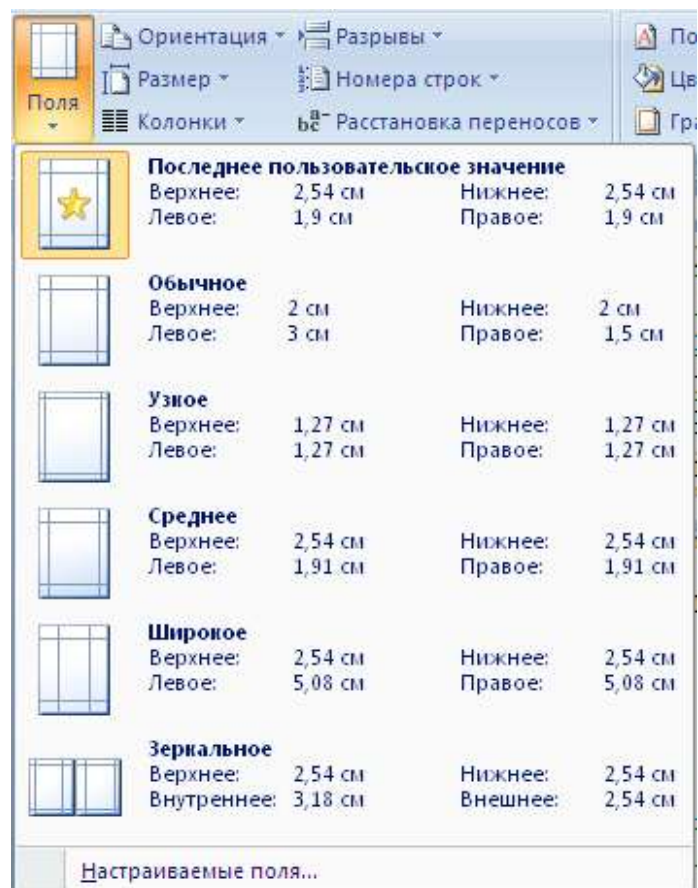 Поля
Ориентация
Размер
Колонки
Разрывы
Номера строк
Расстановка переносов
По
Цв
Гра
Последнее пользовательское значение
Верхнее: 2,54 см Нижнее: 2,54 см
Левое: 1,9 см Правое: 1,9 см
Обычное
Верхнее: 2 см Нижнее: 2 см
Левое: 3 см Правое: 1,5 см
Узкое
Верхнее: 1,27 см Нижнее: 1,27 см
Левое: 1,27 см Правое: 1,27 см
Среднее
Верхнее: 2,54 см Нижнее: 2,54 см
Левое: 1,91 см Правое: 1,91 см
Широкое
Верхнее: 2,54 см Нижнее: 2,54 см
Левое: 5,08 см Правое: 5,08 см
Зеркальное
Верхнее: 2,54 см Нижнее: 2,54 см
Внутреннее: 3,18 см Внешнее: 2,54 см
Настраиваемые поля...